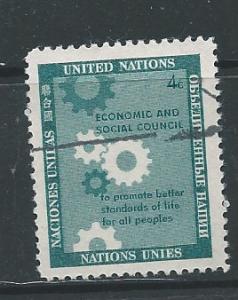 UNITED NATIONS
聯合國
NACIONES UNIDAS
4c
ECONOMIC AND
SOCIAL COUNCIL
to promote better
standards of life
for all peoples
ОБЪЕДИНЕННЫЕ НАЦИИ
NATIONS UNIES